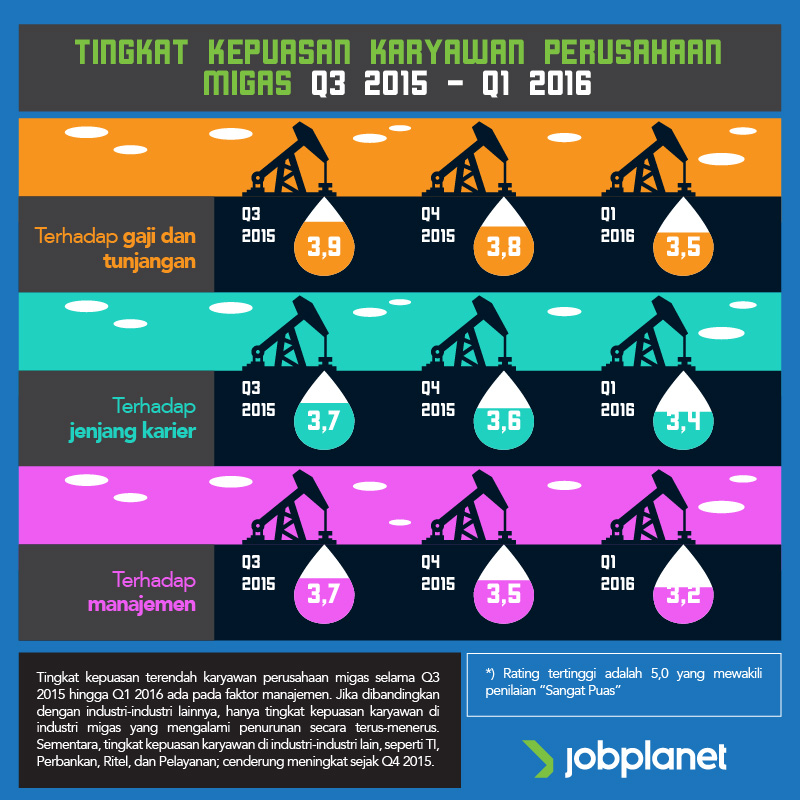 TINGKAT KEPUASAN KARYAWAN PERUSAHAAN
MIGAS Q3 2015 - Q1 2016
Terhadap gaji dan
tunjangan
Q3
2015
3,9
Q4
2015
3,8
Q1
2016
3,5
Terhadap
jenjang karier
Q3
2015
3,7
Q4
2015
3,6
Q1
2016
3,4
Terhadap
manajemen
Q3
2015
3,7
Q4
2015
3,5
Q1
2016
3,2
Tingkat kepuasan terendah karyawan perusahaan migas selama Q3
2015 hingga Q1 2016 ada pada faktor manajemen. Jika dibandingkan
dengan industri-industri lainnya, hanya tingkat kepuasan karyawan di
industri migas yang mengalami penurunan secara terus-menerus.
Sementara, tingkat kepuasan karyawan di industri-industri lain, seperti TI,
Perbankan, Ritel, dan Pelayanan; cenderung meningkat sejak Q4 2015.
*) Rating tertinggi adalah 5,0 yang mewakili
penilaian “Sangat Puas”
jobplanet